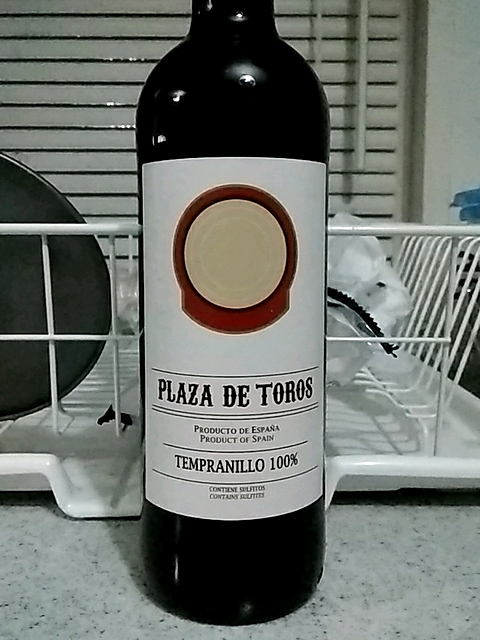 PLAZA DE TOROS
PRODUCTO DE ESPAÑA
PRODUCT OF SPAIN
TEMPRANILLO 100%
CONTIENE SULFITOS
CONTAINS SULFITES